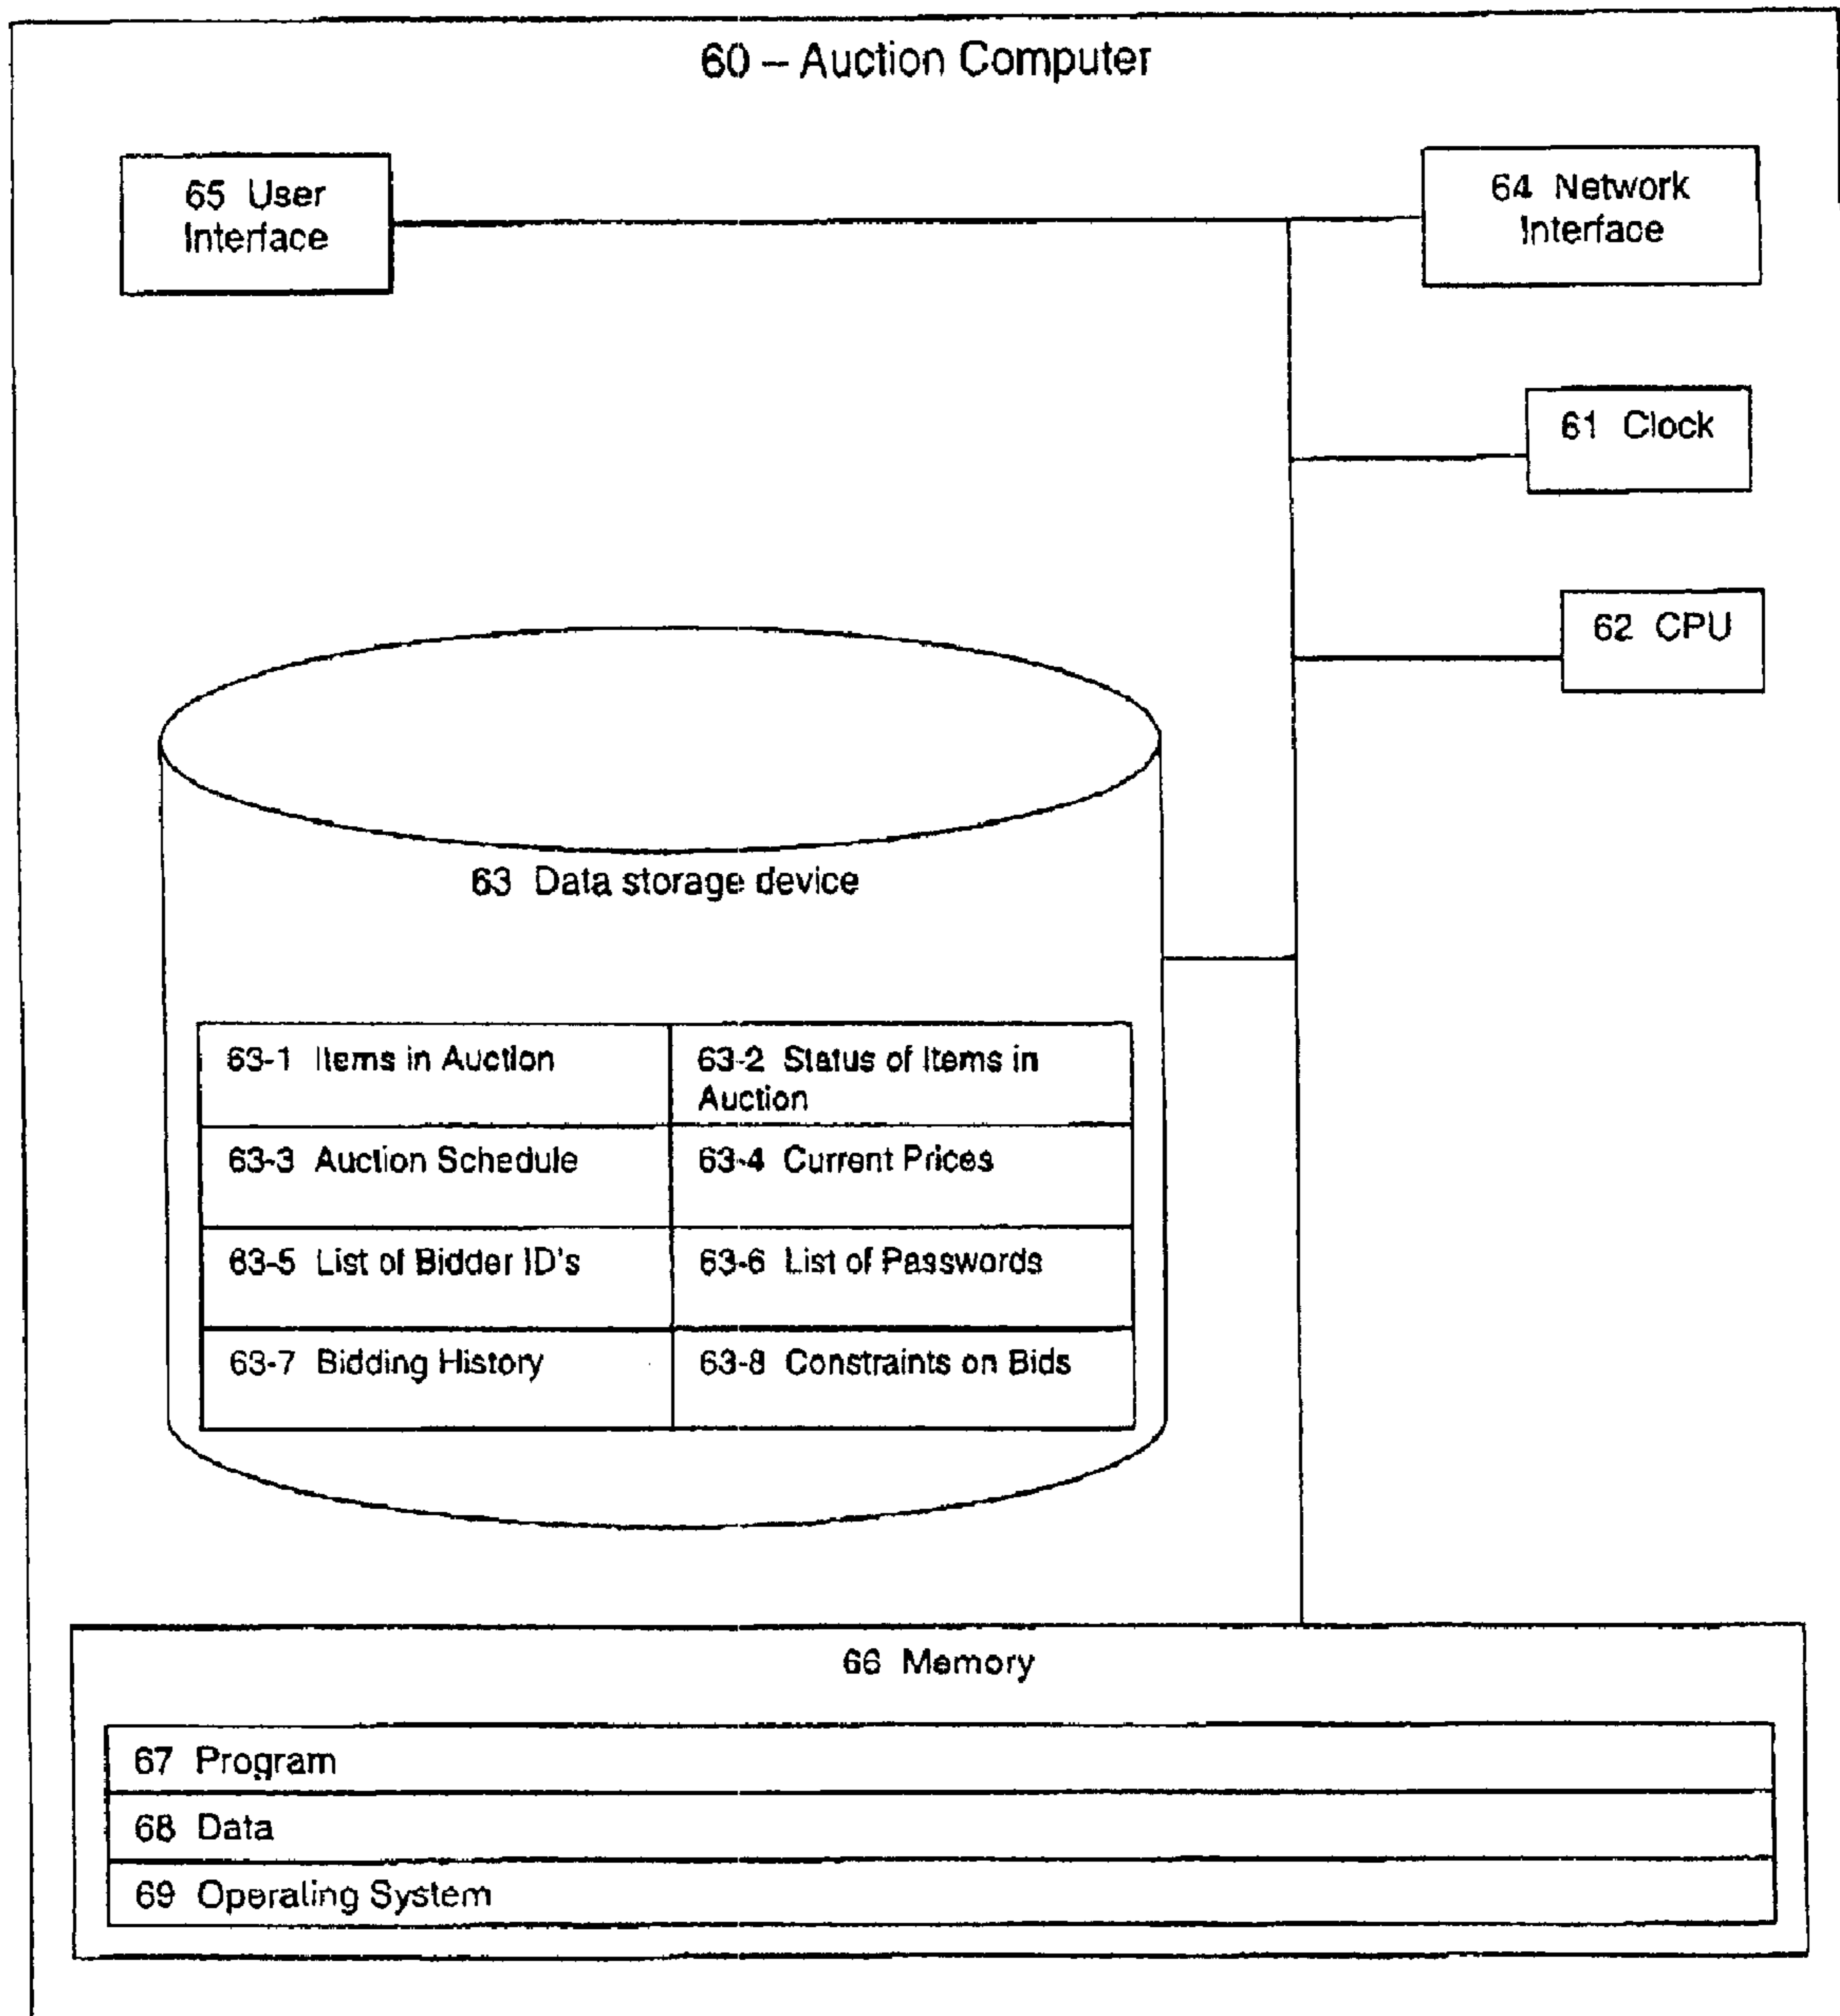 60 – Auction Computer
65 User
Interface
64 Network
Interface
61 Clock
62 CPU
63 Data storage device
63-1 Items in Auction
63-2 Status of Items in
Auction
63-3 Auction Schedule
63-4 Current Prices
63-5 List of Bidder ID's
63-6 List of Passwords
63-7 Bidding History
63-8 Constraints on Bids
66 Memory
67 Program
68 Data
69 Operating System